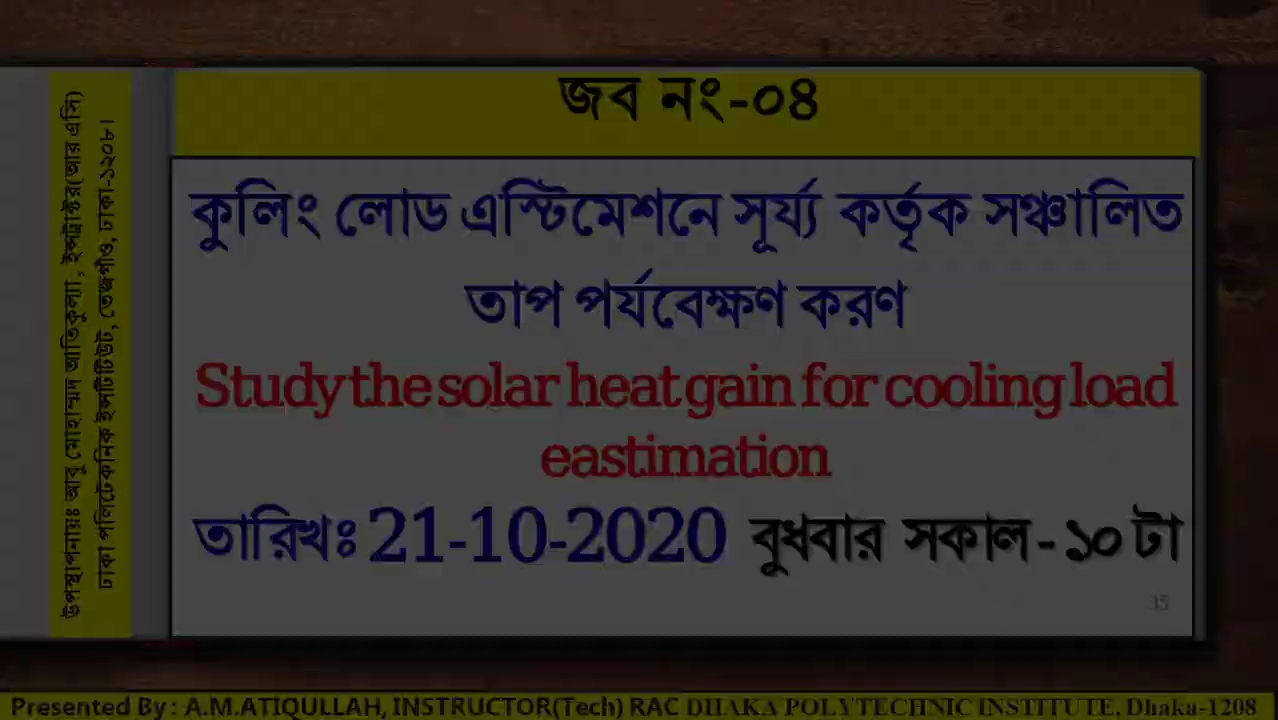 জব নং-০৪
কুলিং লোড এস্টিমেশনে সূর্য্য কর্তৃক সঞ্চালিত
তাপ পর্যবেক্ষণ করণ
Study the solar heat gain for cooling load
eastimation
তারিখঃ 21-10-2020 বুধবার সকাল - ১০ টা
35
উপস্থাপনায়ঃ আবু মোহাম্মদ আতিকুল্যা , ইন্সট্রাক্টর(আর এসি)
ঢাকা পলিটেকনিক ইন্সটিটিউট, তেজগাঁও, ঢাকা-১২০৮।
Presented By : A.M.ATIQULLAH, INSTRUCTOR(Tech) RAC DHAKA POLYTECHNIC INSTITUTE. Dhaka-1208